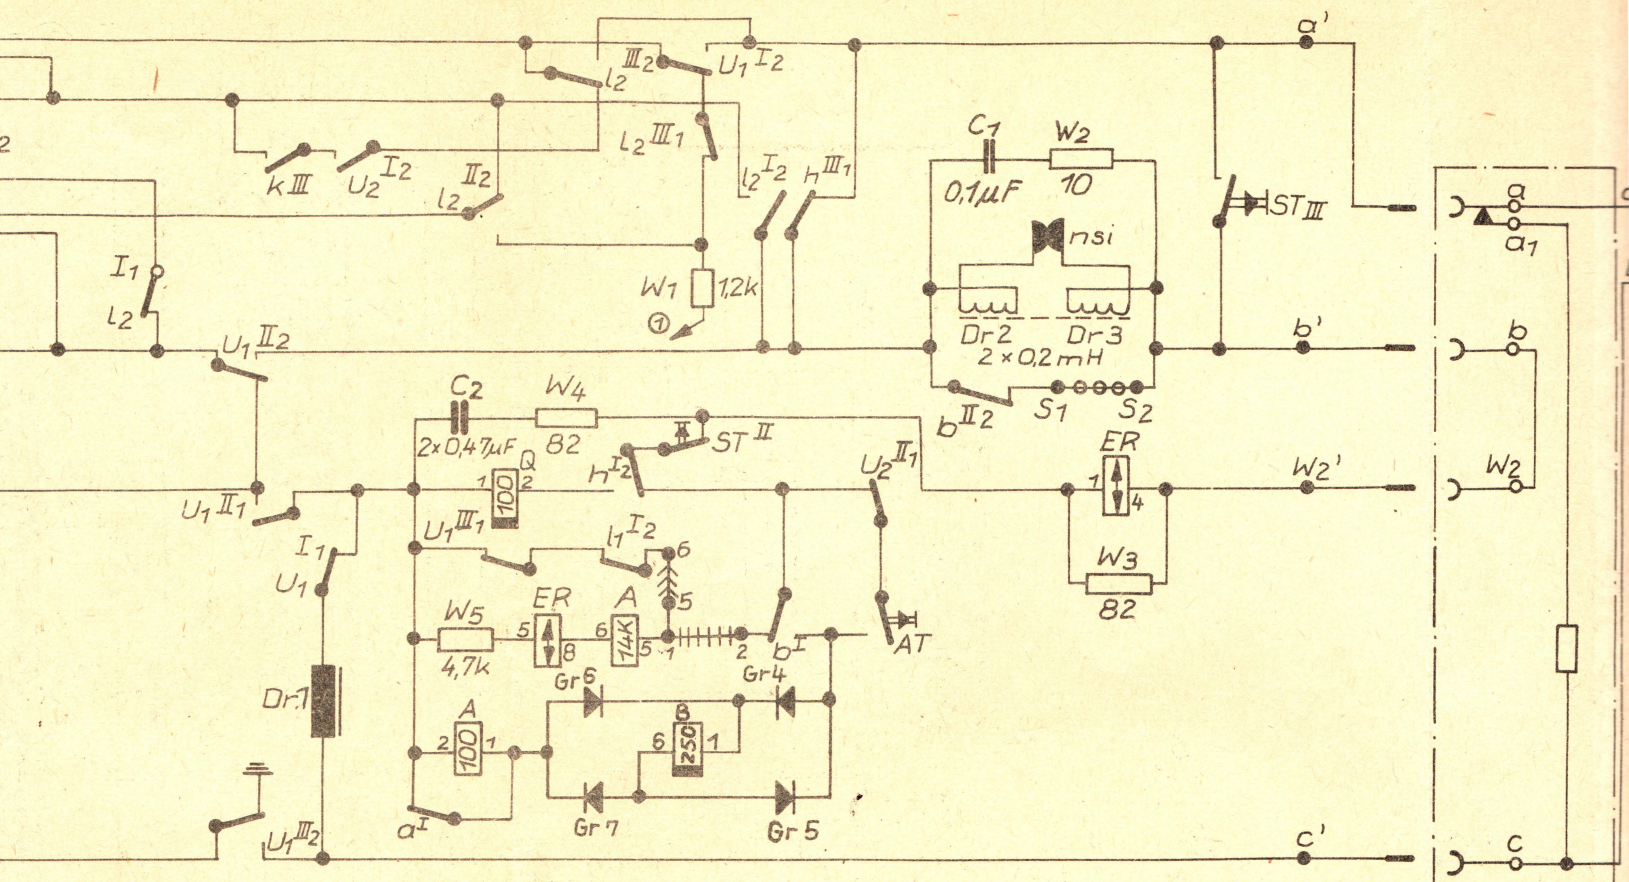 a'
III2
l2
U1 I2
C1
W2
l2 III1
0,1µF
10
k III
U2 I2
II2
l2
l2 I2
h III1
ST III
a
a1
nsi
I1
l2
W1
1,2k
1
Dr2
Dr3
2×0,2mH
b'
b
U1 II2
C2
W4
S1
S2
b II2
2×0,47µF
82
ST II
ER
h I2
U2 II1
Q
1
100
2
1
4
W2'
W2
U1 II1
U1 III1
l1 I2
6
I1
U1
W3
82
5
W5
ER
A
5
8
6
14K
5
1
2
b I
AT
4,7k
Gr6
Gr4
Dr.1
A
2
100
1
B
6
250
1
a I
Gr7
Gr5
U1 III2
c'
c